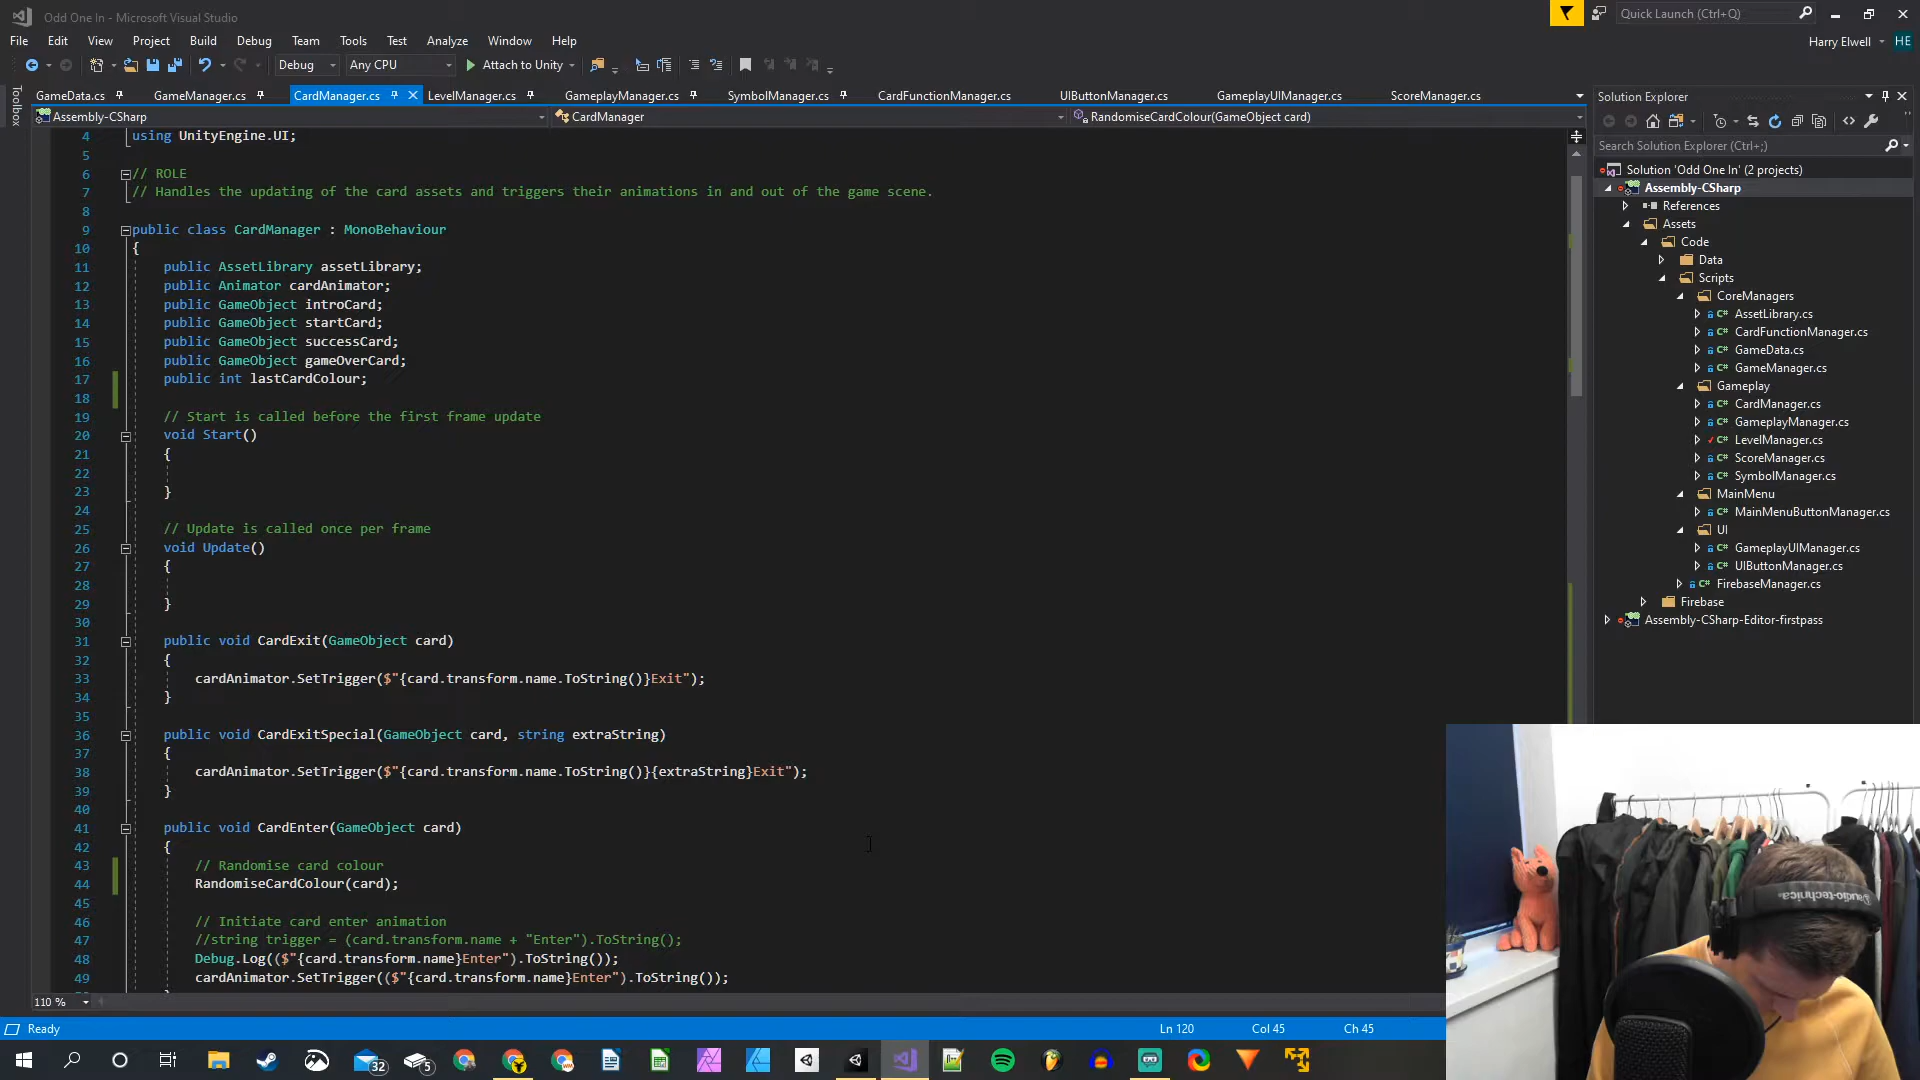 Odd One In - Microsoft Visual Studio
Quick Launch (Ctrl+Q)
File Edit View Project Build Debug Team Tools Test Analyze Window Help
Harry Elwell HE
Debug Any CPU Attach to Unity
Toolbox
GameData.cs GameManager.cs CardManager.cs LevelManager.cs GameplayManager.cs SymbolManager.cs CardFunctionManager.cs UIButtonManager.cs GameplayUIManager.cs ScoreManager.cs
Assembly-CSharp CardManager RandomiseCardColour(GameObject card)
4 using UnityEngine.UI;
5
6 // ROLE
7 // Handles the updating of the card assets and triggers their animations in and out of the game scene.
8
9 public class CardManager : MonoBehaviour
10 {
11 public AssetLibrary assetLibrary;
12 public Animator cardAnimator;
13 public GameObject introCard;
14 public GameObject startCard;
15 public GameObject successCard;
16 public GameObject gameOverCard;
17 public int lastCardColour;
18
19 // Start is called before the first frame update
20 void Start()
21 {
22
23 }
24
25 // Update is called once per frame
26 void Update()
27 {
28
29 }
30
31 public void CardExit(GameObject card)
32 {
33 cardAnimator.SetTrigger($"{card.transform.name.ToString()}Exit");
34 }
35
36 public void CardExitSpecial(GameObject card, string extraString)
37 {
38 cardAnimator.SetTrigger($"{card.transform.name.ToString()}{extraString}Exit");
39 }
40
41 public void CardEnter(GameObject card)
42 {
43 // Randomise card colour
44 RandomiseCardColour(card);
45
46 // Initiate card enter animation
47 //string trigger = (card.transform.name + "Enter").ToString();
48 Debug.Log(($"{card.transform.name}Enter").ToString());
49 cardAnimator.SetTrigger(($"{card.transform.name}Enter").ToString());
110 %
Ready Ln 120 Col 45 Ch 45
Solution Explorer
Search Solution Explorer (Ctrl+;)
Solution 'Odd One In' (2 projects)
Assembly-CSharp
References
Assets
Code
Data
Scripts
CoreManagers
C# AssetLibrary.cs
C# CardFunctionManager.cs
C# GameData.cs
C# GameManager.cs
Gameplay
C# CardManager.cs
C# GameplayManager.cs
C# LevelManager.cs
C# ScoreManager.cs
C# SymbolManager.cs
MainMenu
C# MainMenuButtonManager.cs
UI
C# GameplayUIManager.cs
C# UIButtonManager.cs
C# FirebaseManager.cs
Firebase
Assembly-CSharp-Editor-firstpass
audio-technica
32 5